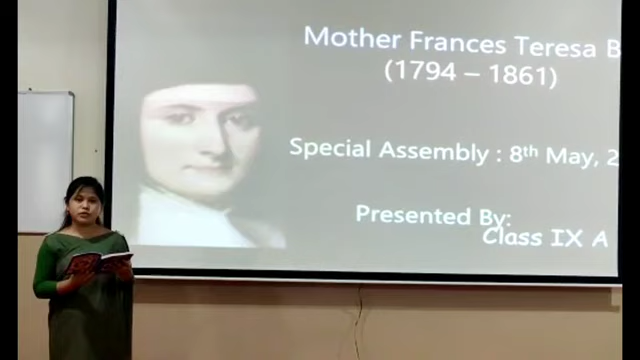 Mother Frances Teresa B
(1794 – 1861)
Special Assembly : 8th May, 2
Presented By:
Class IX A